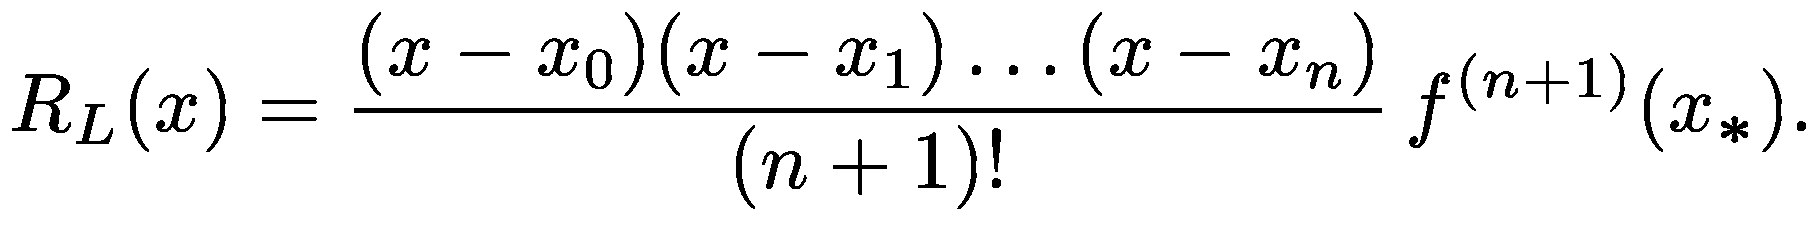 R_L(x) = \frac{(x - x_0)(x - x_1) \ldots (x - x_n)}{(n + 1)!} f^{(n+1)}(x_*).